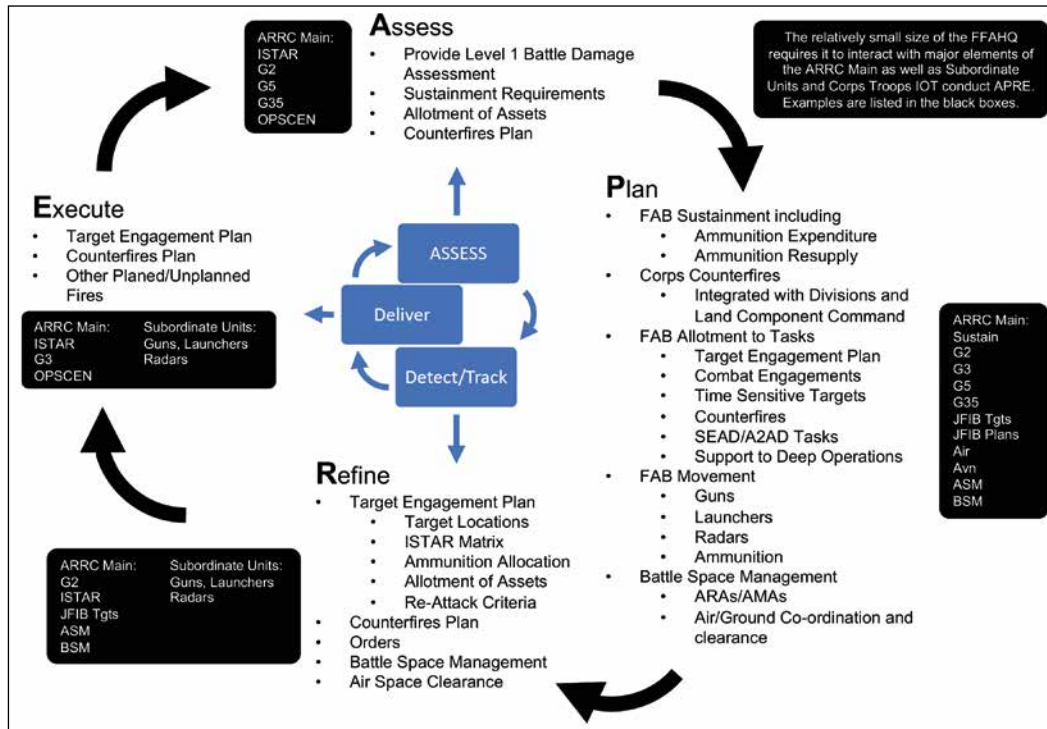 Assess
• Provide Level 1 Battle Damage
Assessment
• Sustainment Requirements
• Allotment of Assets
• Counterfires Plan
ARRC Main:
ISTAR
G2
G5
G35
OPSCEN
The relatively small size of the FFAHQ
requires it to interact with major elements of
the ARRC Main as well as Subordinate
Units and Corps Troops IOT conduct APRE.
Examples are listed in the black boxes.
Plan
• FAB Sustainment including
• Ammunition Expenditure
• Ammunition Resupply
• Corps Counterfires
• Integrated with Divisions and
Land Component Command
• FAB Allotment to Tasks
• Target Engagement Plan
• Combat Engagements
• Time Sensitive Targets
• Counterfires
• SEAD/A2AD Tasks
• Support to Deep Operations
• FAB Movement
• Guns
• Launchers
• Radars
• Ammunition
• Battle Space Management
• ARAs/AMAs
• Air/Ground Co-ordination and
clearance
ARRC Main:
Sustain
G2
G3
G5
G35
JFIB Tgts
JFIB Plans
Air
Avn
ASM
BSM
Refine
• Target Engagement Plan
• Target Locations
• ISTAR Matrix
• Ammunition Allocation
• Allotment of Assets
• Re-Attack Criteria
• Counterfires Plan
• Orders
• Battle Space Management
• Air Space Clearance
ARRC Main: Subordinate Units:
G2 Guns, Launchers
ISTAR Radars
JFIB Tgts
ASM
BSM
Execute
• Target Engagement Plan
• Counterfires Plan
• Other Planed/Unplanned
Fires
ARRC Main: Subordinate Units:
ISTAR Guns, Launchers
G3 Radars
OPSCEN
ASSESS
Deliver
Detect/Track